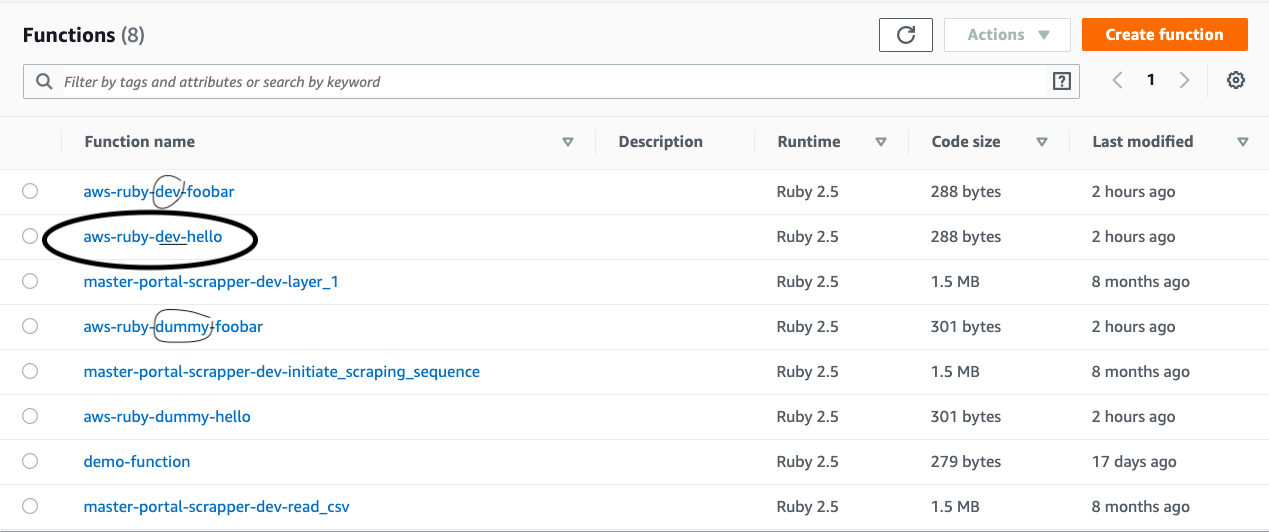 Functions (8)
Actions
Create function
Filter by tags and attributes or search by keyword
?
1
Function name Description Runtime Code size Last modified
aws-ruby-dev-foobar Ruby 2.5 288 bytes 2 hours ago
aws-ruby-dev-hello Ruby 2.5 288 bytes 2 hours ago
master-portal-scrapper-dev-layer_1 Ruby 2.5 1.5 MB 8 months ago
aws-ruby-dummy-foobar Ruby 2.5 301 bytes 2 hours ago
master-portal-scrapper-dev-initiate_scraping_sequence Ruby 2.5 1.5 MB 8 months ago
aws-ruby-dummy-hello Ruby 2.5 301 bytes 2 hours ago
demo-function Ruby 2.5 279 bytes 17 days ago
master-portal-scrapper-dev-read_csv Ruby 2.5 1.5 MB 8 months ago